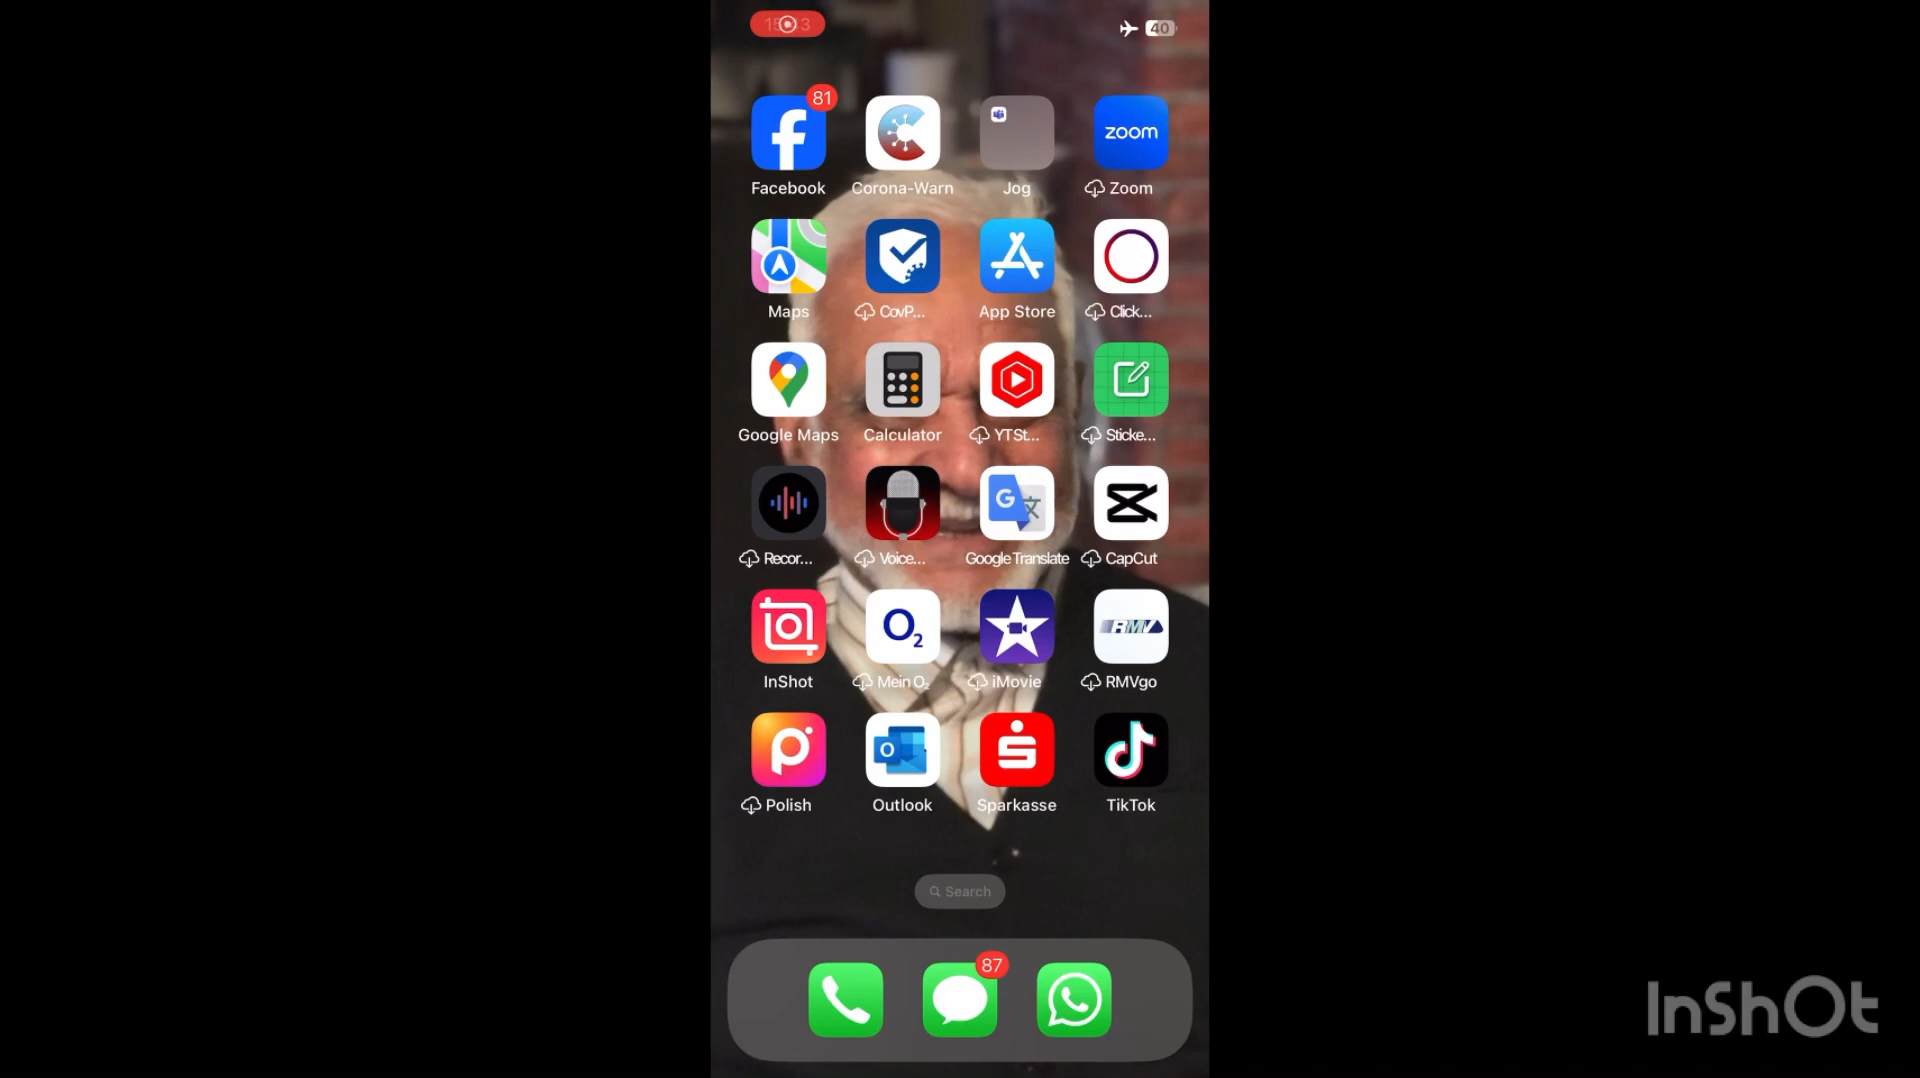 40
81
zoom
Facebook
Corona-Warn
Jog
Zoom
Maps
CovP...
App Store
Click...
Google Maps
Calculator
YTSt...
Sticke...
G
Recor...
Voice...
Google Translate
CapCut
O2
RMV
InShot
Mein O₂
iMovie
RMVgo
Polish
Outlook
Sparkasse
TikTok
Search
87
InShOt